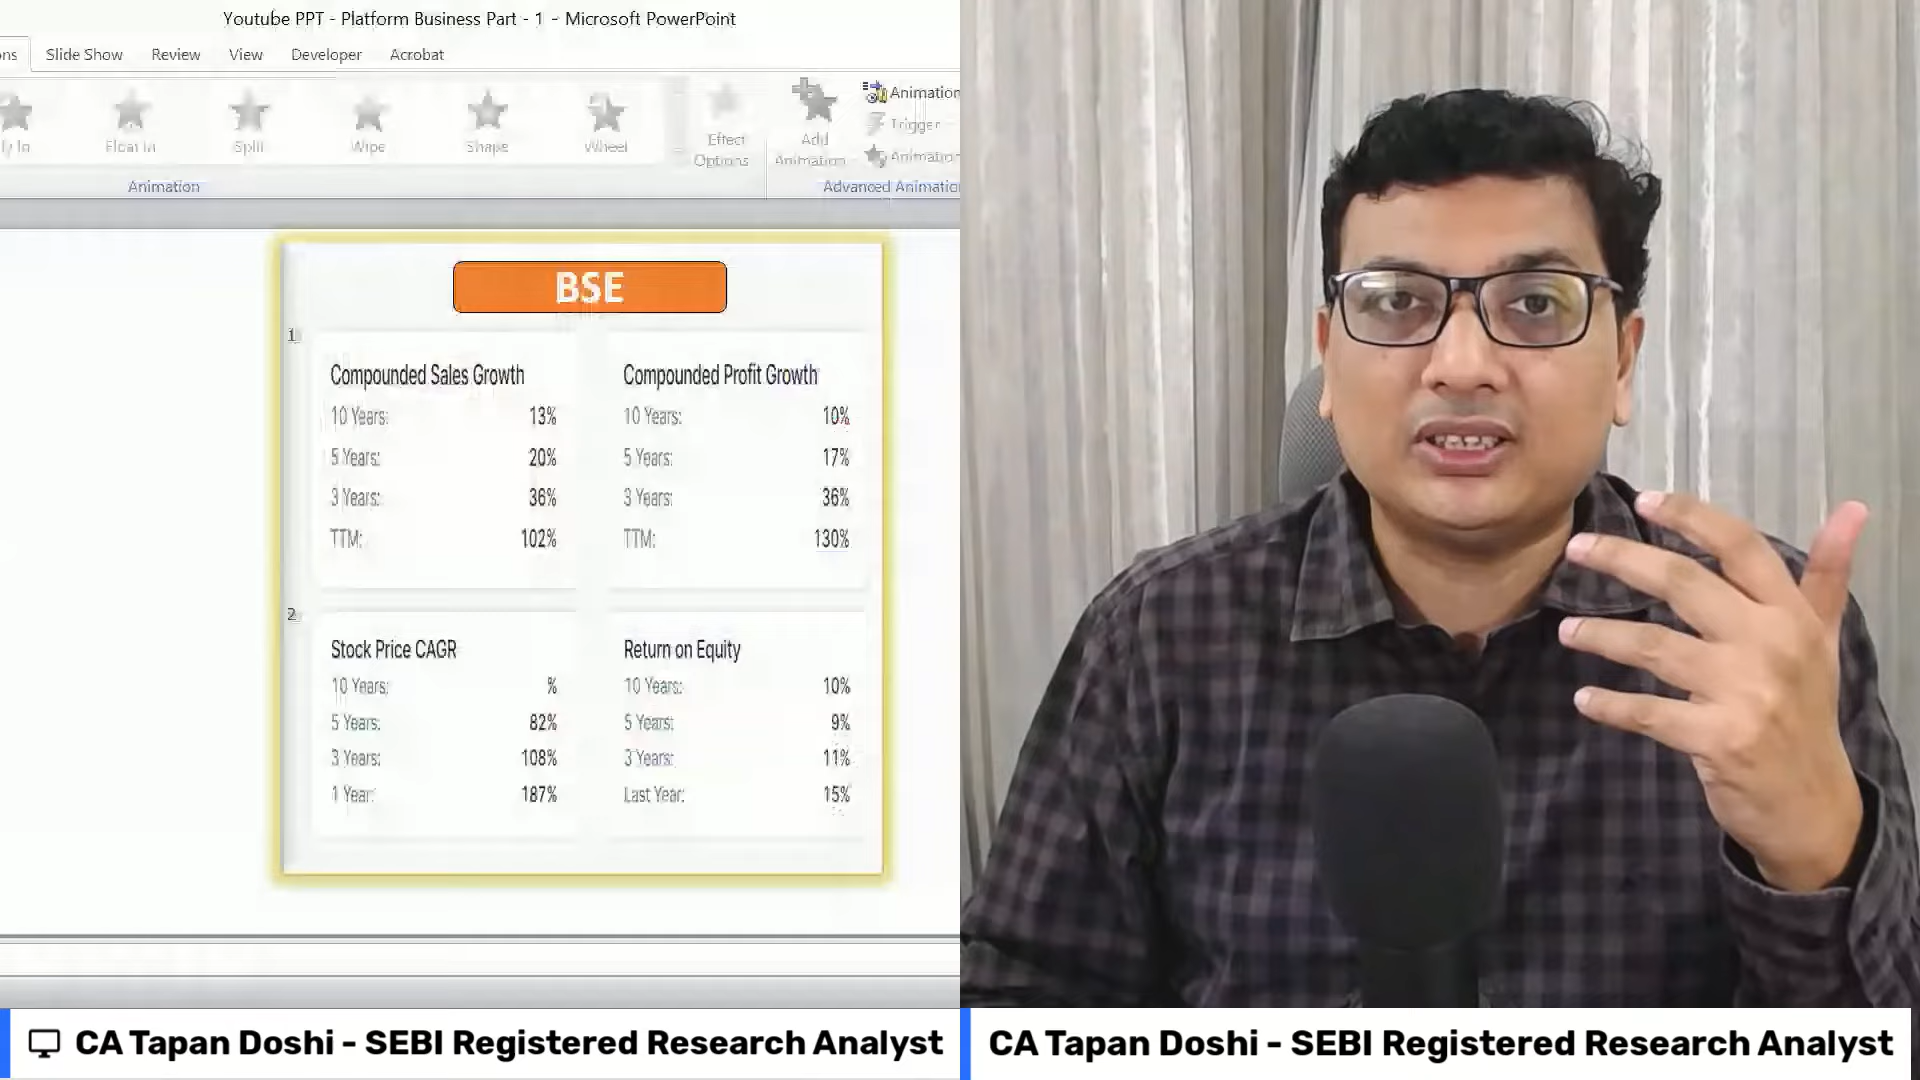 Youtube PPT - Platform Business Part - 1 - Microsoft PowerPoint
ons Slide Show Review View Developer Acrobat
ly In Float In Split Wipe Shape Wheel Effect Options Add Animation Animation Trigger Animation
Animation Advanced Animation
BSE
1
Compounded Sales Growth
10 Years: 13%
5 Years: 20%
3 Years: 36%
TTM: 102%
Compounded Profit Growth
10 Years: 10%
5 Years: 17%
3 Years: 36%
TTM: 130%
2
Stock Price CAGR
10 Years: %
5 Years: 82%
3 Years: 108%
1 Year: 187%
Return on Equity
10 Years: 10%
5 Years: 9%
3 Years: 11%
Last Year: 15%
CA Tapan Doshi - SEBI Registered Research Analyst
CA Tapan Doshi - SEBI Registered Research Analyst